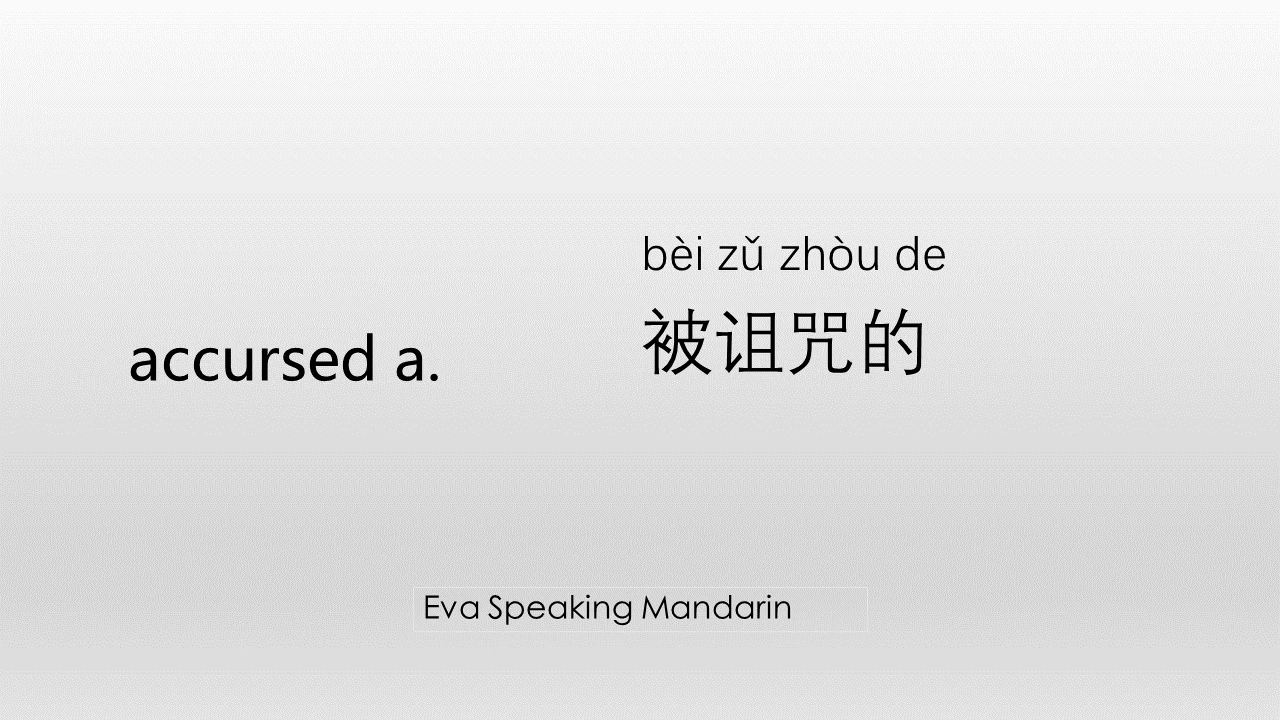 accursed a.
bèi zǔ zhòu de
被诅咒的
Eva Speaking Mandarin